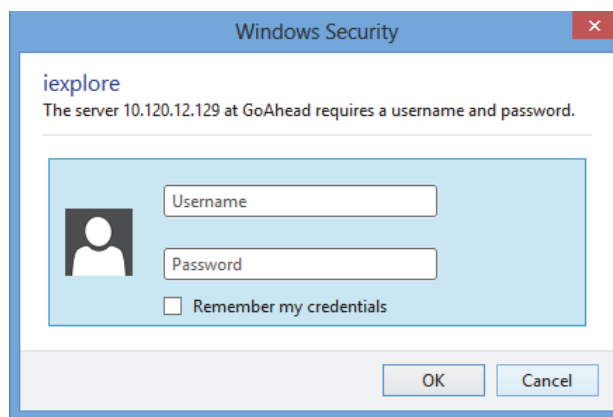 Windows Security
iexplore
The server 10.120.12.129 at GoAhead requires a username and password.
Username
Password
Remember my credentials
OK
Cancel